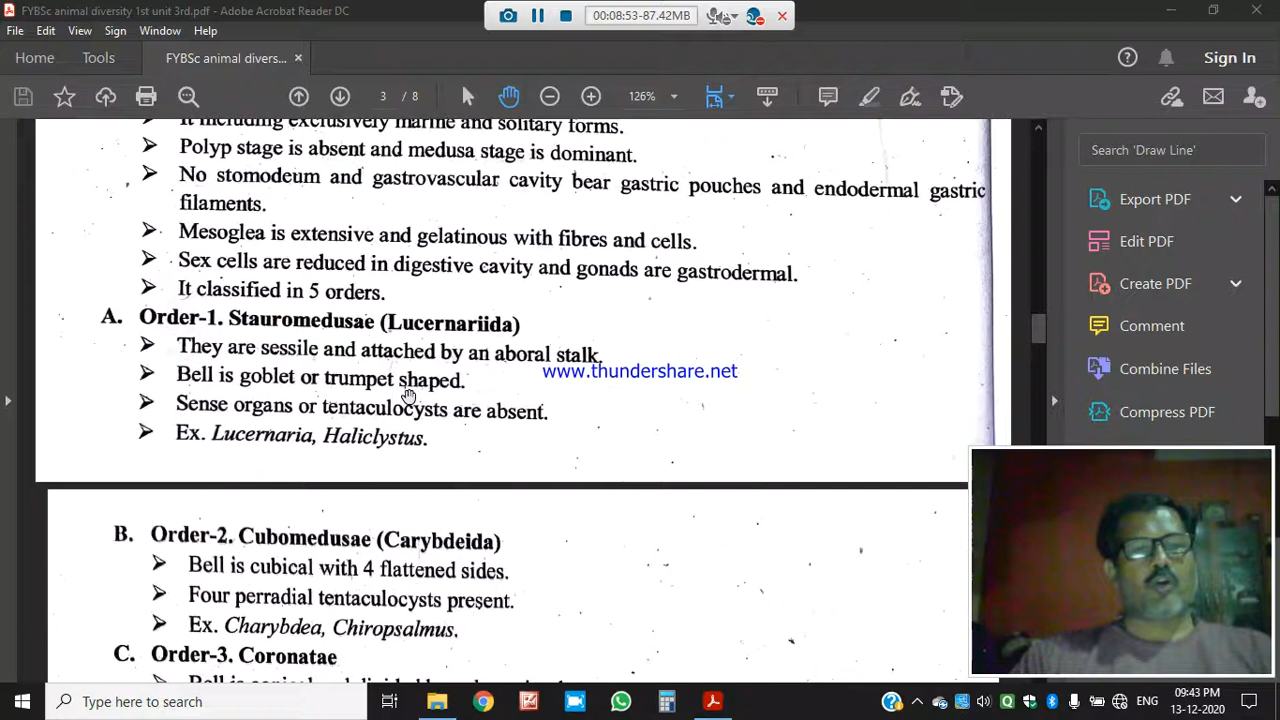 FYBSc animal diversity 1st unit 3rd.pdf - Adobe Acrobat Reader DC
00:08:53-87.42MB
File Edit View Sign Window Help
Home Tools FYBSc animal divers... Sign In
3 / 8 126%
It including exclusively marine and solitary forms.
Polyp stage is absent and medusa stage is dominant.
No stomodeum and gastrovascular cavity bear gastric pouches and endodermal gastric
filaments.
Mesoglea is extensive and gelatinous with fibres and cells.
Sex cells are reduced in digestive cavity and gonads are gastrodermal.
It classified in 5 orders.
A. Order-1. Stauromedusae (Lucernariida)
They are sessile and attached by an aboral stalk.
www.thundershare.net
Bell is goblet or trumpet shaped.
Sense organs or tentaculocysts are absent.
Ex. Lucernaria, Haliclystus.
B. Order-2. Cubomedusae (Carybdeida)
Bell is cubical with 4 flattened sides.
Four perradial tentaculocysts present.
Ex. Charybdea, Chiropsalmus.
C. Order-3. Coronatae
Search 'Draw Line'
Export PDF
Edit PDF
Create PDF
Comment
Combine Files
Compress PDF
Type here to search
ENG
09:43 PM
13-12-2020